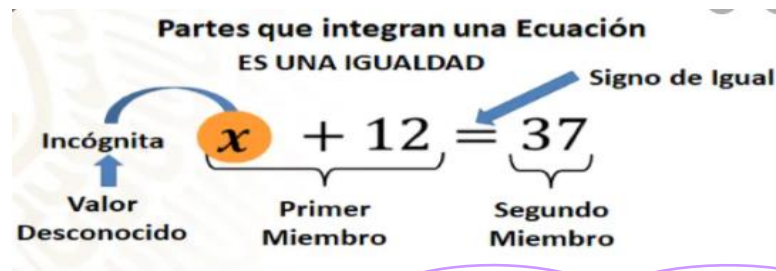 Partes que integran una Ecuación
ES UNA IGUALDAD
Signo de Igual
Incógnita
x + 12 = 37
Valor
Desconocido
Primer
Miembro
Segundo
Miembro